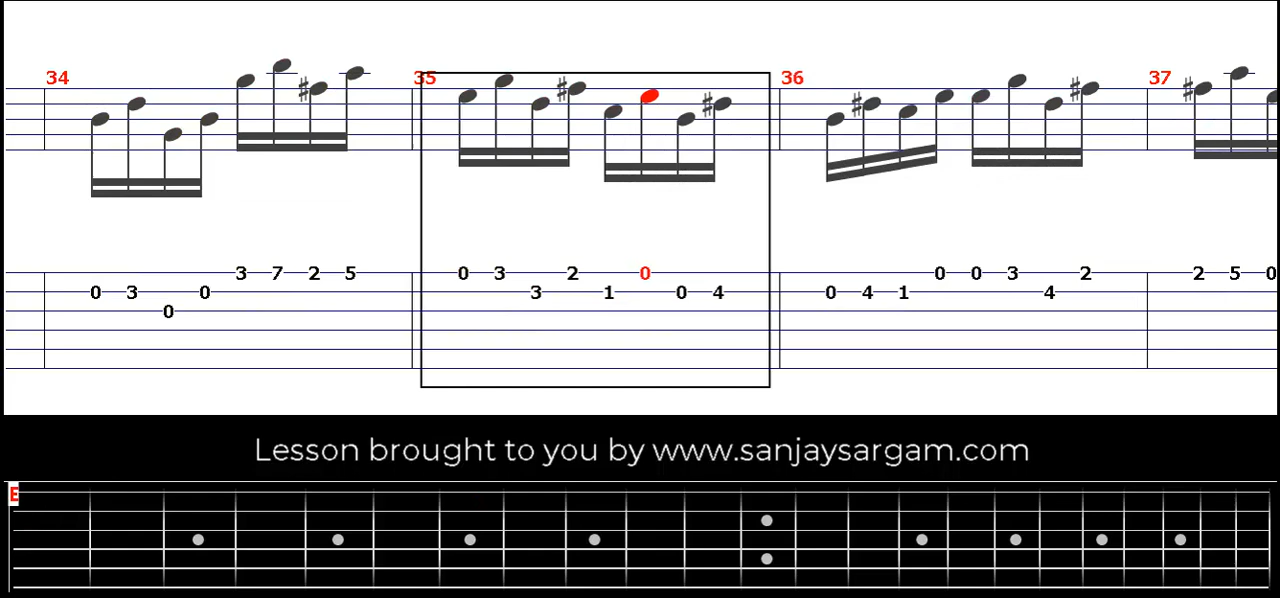 34 35 36 37
3 7 2 5 0 3 2 0 0 0 3 2 2 5 0
0 3 0 3 1 0 4 0 4 1 4
0
Lesson brought to you by www.sanjaysargam.com
E